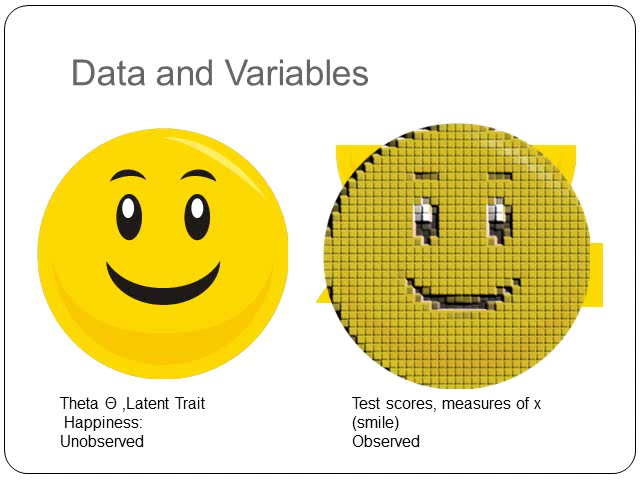 Data and Variables
Theta Θ ,Latent Trait
Happiness:
Unobserved
Test scores, measures of x
(smile)
Observed